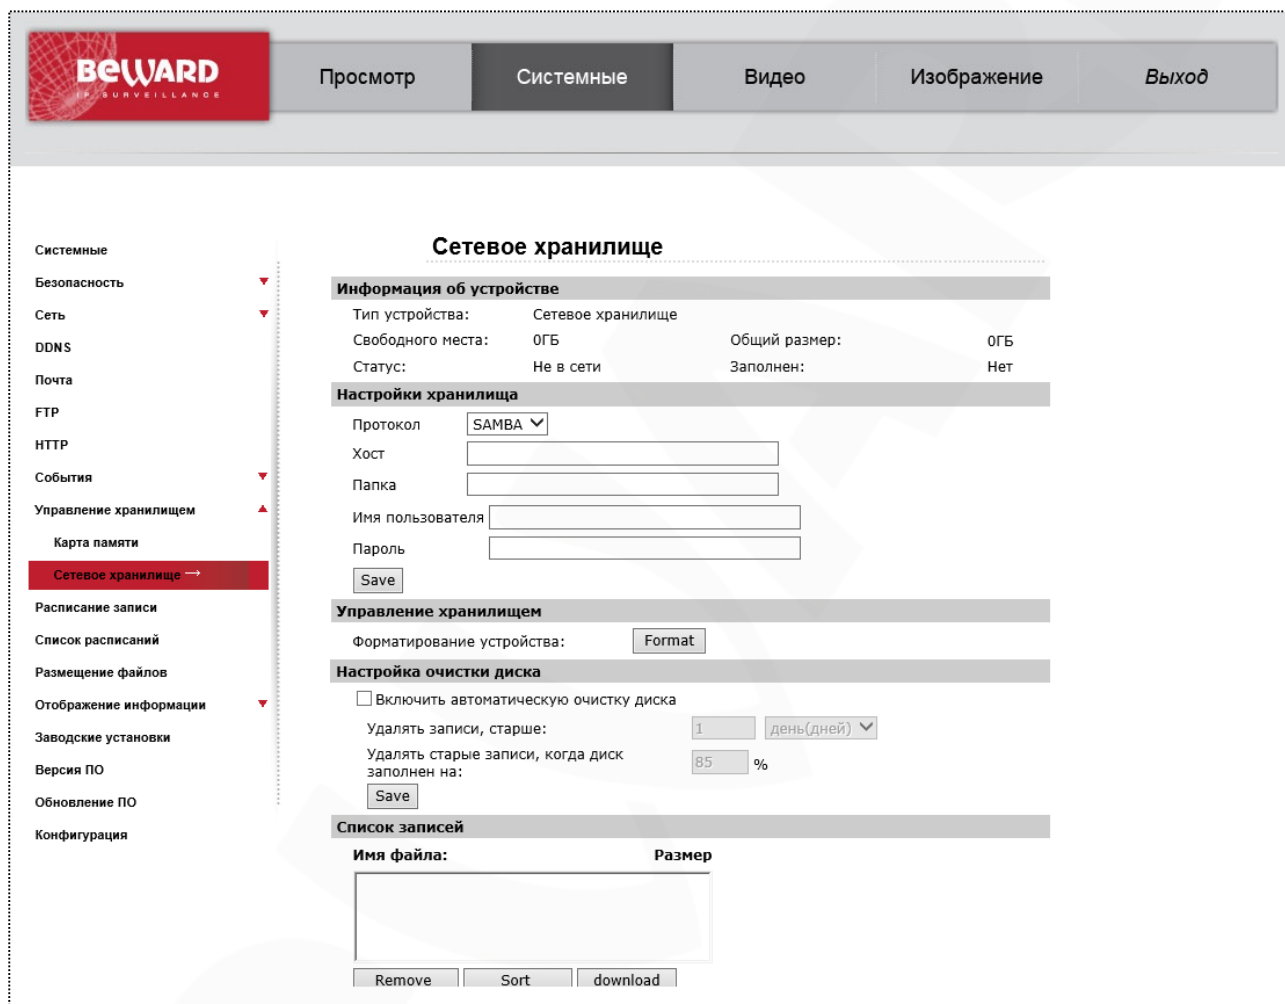 BEWARD
IP SURVEILLANCE
Просмотр Системные Видео Изображение Выход
Системные
Безопасность
Сеть
DDNS
Почта
FTP
HTTP
События
Управление хранилищем
Карта памяти
Сетевое хранилище →
Расписание записи
Список расписаний
Размещение файлов
Отображение информации
Заводские установки
Версия ПО
Обновление ПО
Конфигурация
Сетевое хранилище
Информация об устройстве
Тип устройства: Сетевое хранилище
Свободного места: 0ГБ Общий размер: 0ГБ
Статус: Не в сети Заполнен: Нет
Настройки хранилища
Протокол SAMBA
Хост
Папка
Имя пользователя
Пароль
Save
Управление хранилищем
Форматирование устройства: Format
Настройка очистки диска
Включить автоматическую очистку диска
Удалять записи, старше: 1 день(дней)
Удалять старые записи, когда диск
заполнен на: 85 %
Save
Список записей
Имя файла: Размер
Remove Sort download